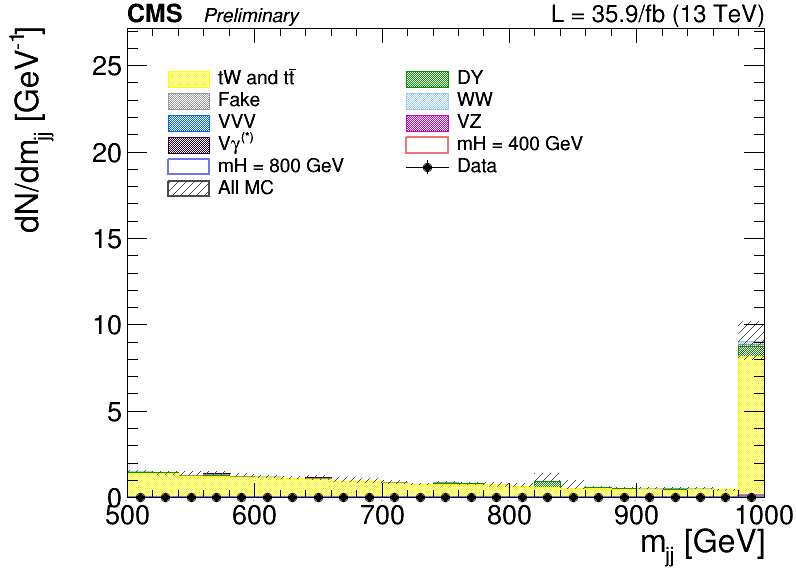 CMS Preliminary L = 35.9/fb (13 TeV)
dN/dm_jj [GeV⁻¹]
25
20
15
10
5
0
tW and tt̄
Fake
VVV
Vγ⁽*⁾
mH = 800 GeV
All MC
DY
WW
VZ
mH = 400 GeV
Data
500 600 700 800 900 1000
m_jj [GeV]